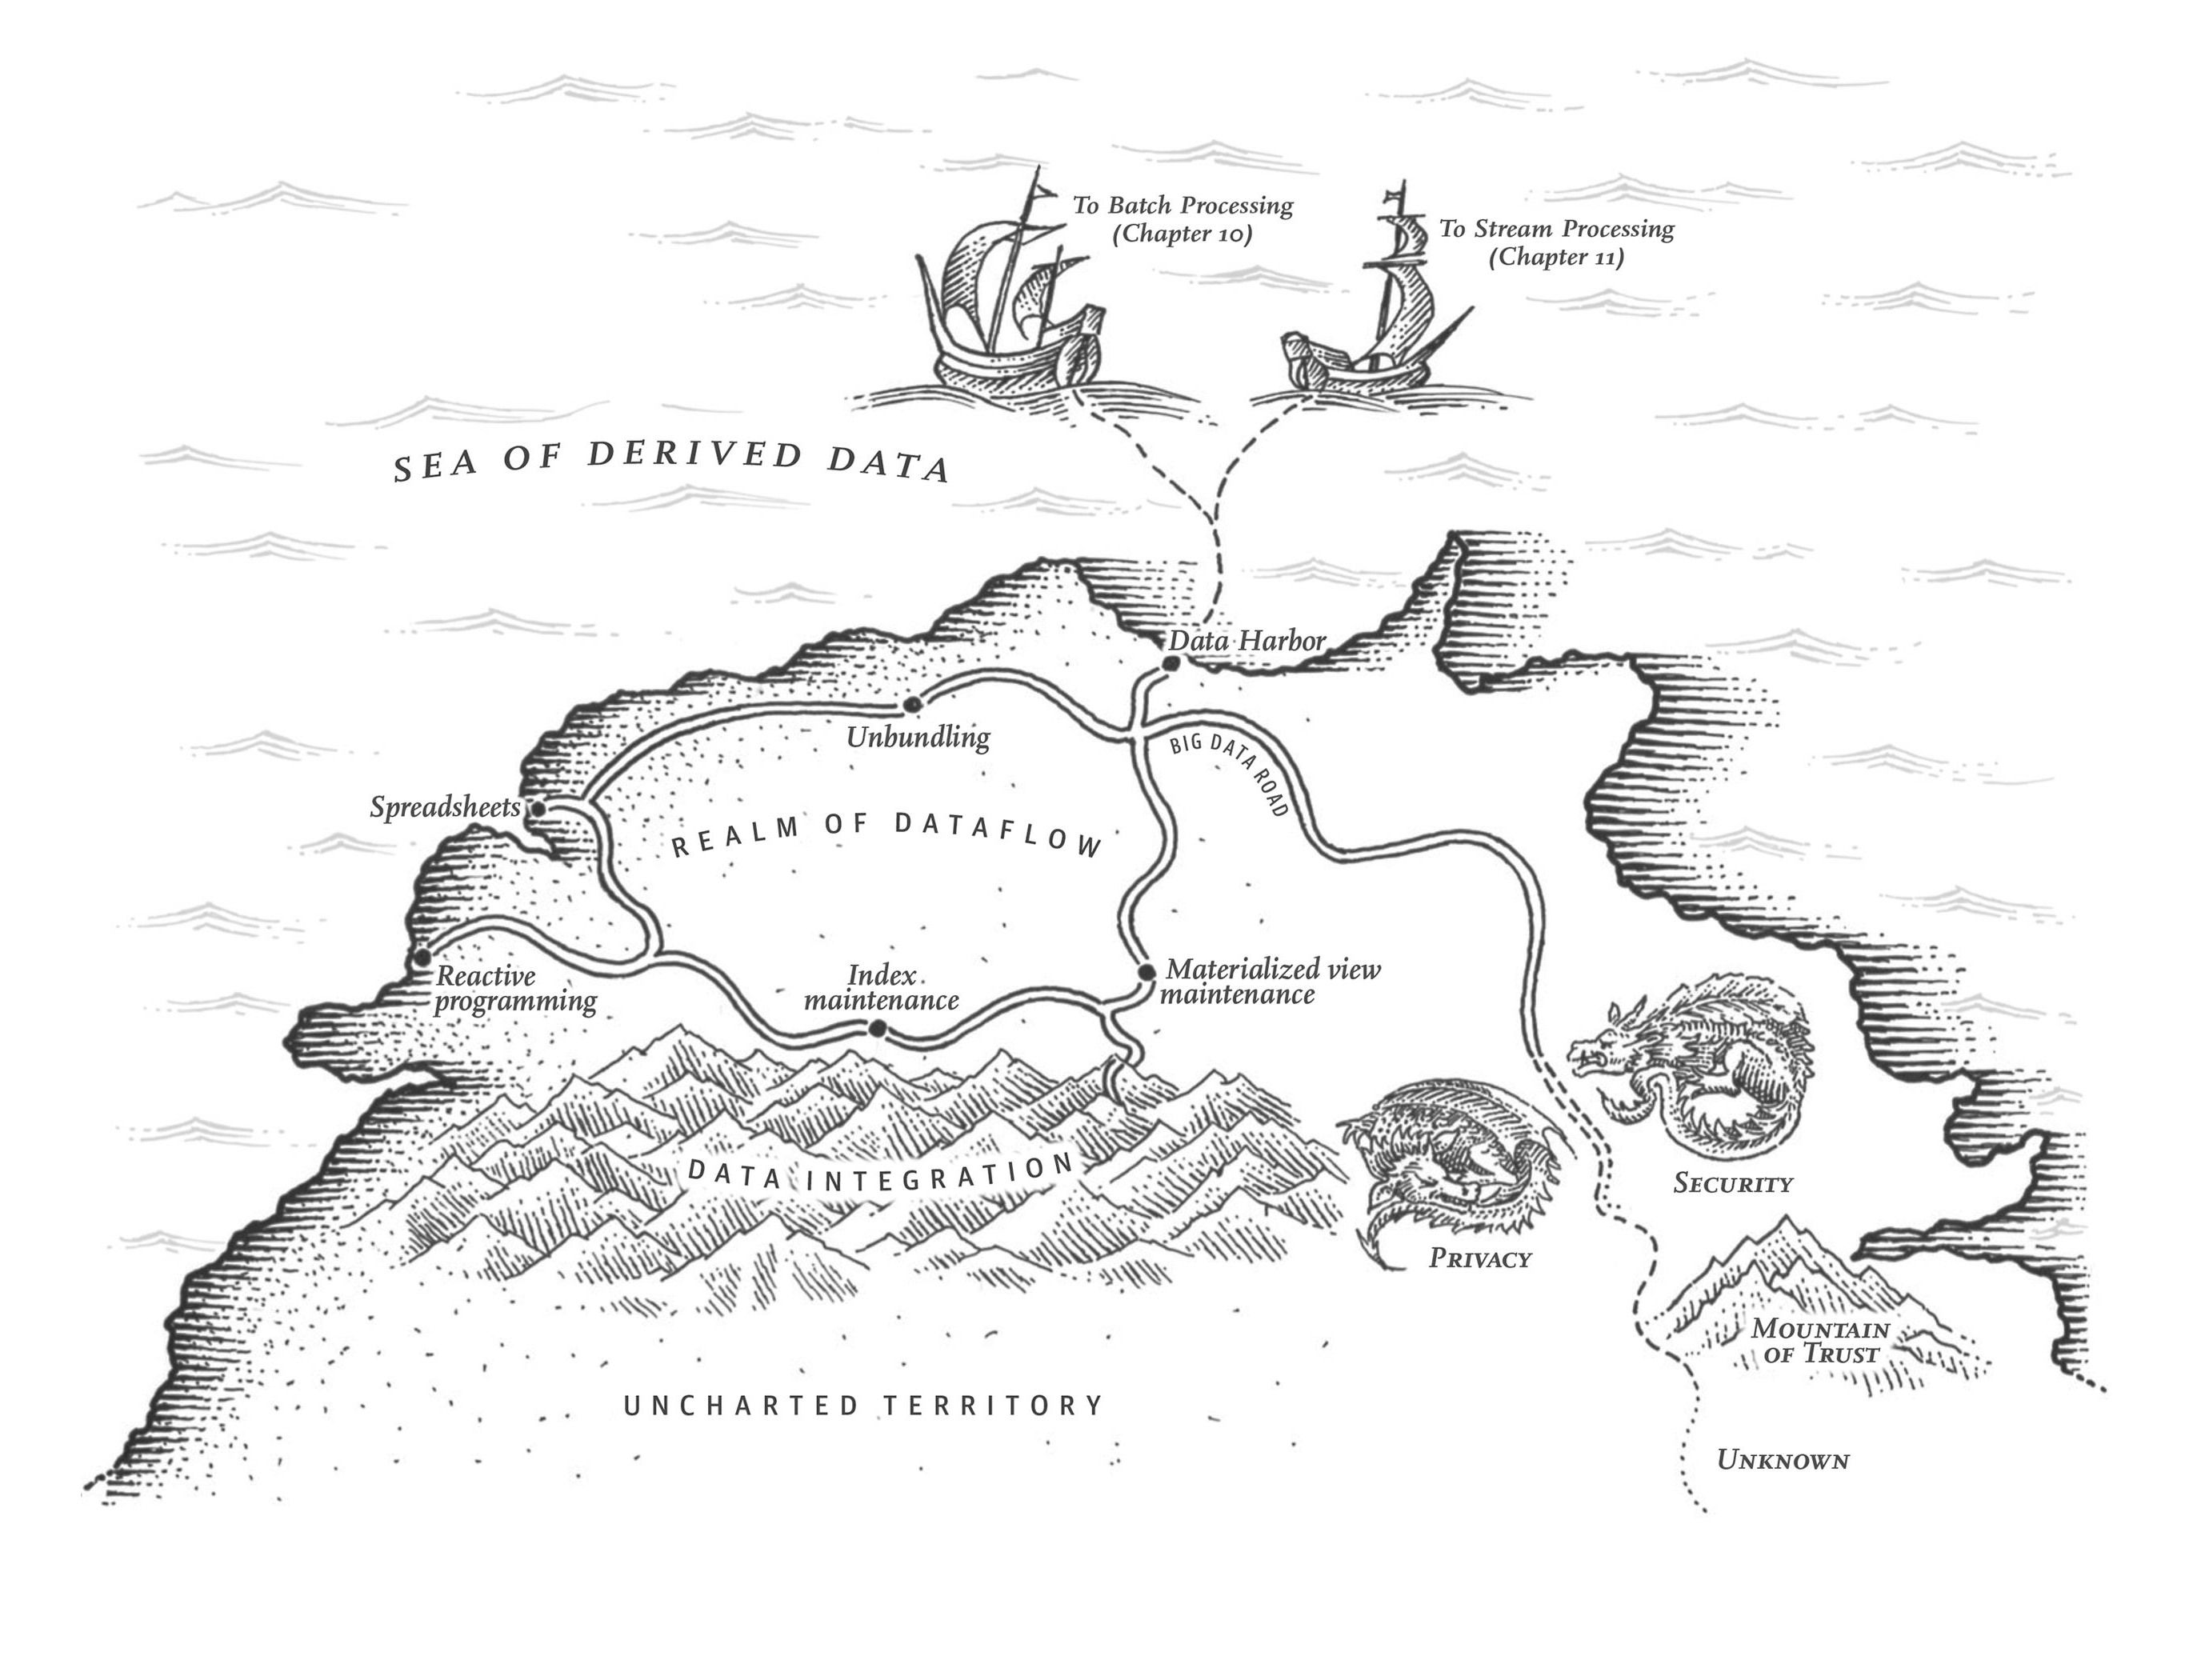 To Batch Processing
(Chapter 10)
To Stream Processing
(Chapter 11)
SEA OF DERIVED DATA
Data Harbor
Unbundling
BIG DATA ROAD
Spreadsheets
REALM OF DATAFLOW
Reactive
programming
Index
maintenance
Materialized view
maintenance
DATA INTEGRATION
SECURITY
PRIVACY
MOUNTAIN
OF TRUST
UNCHARTED TERRITORY
UNKNOWN